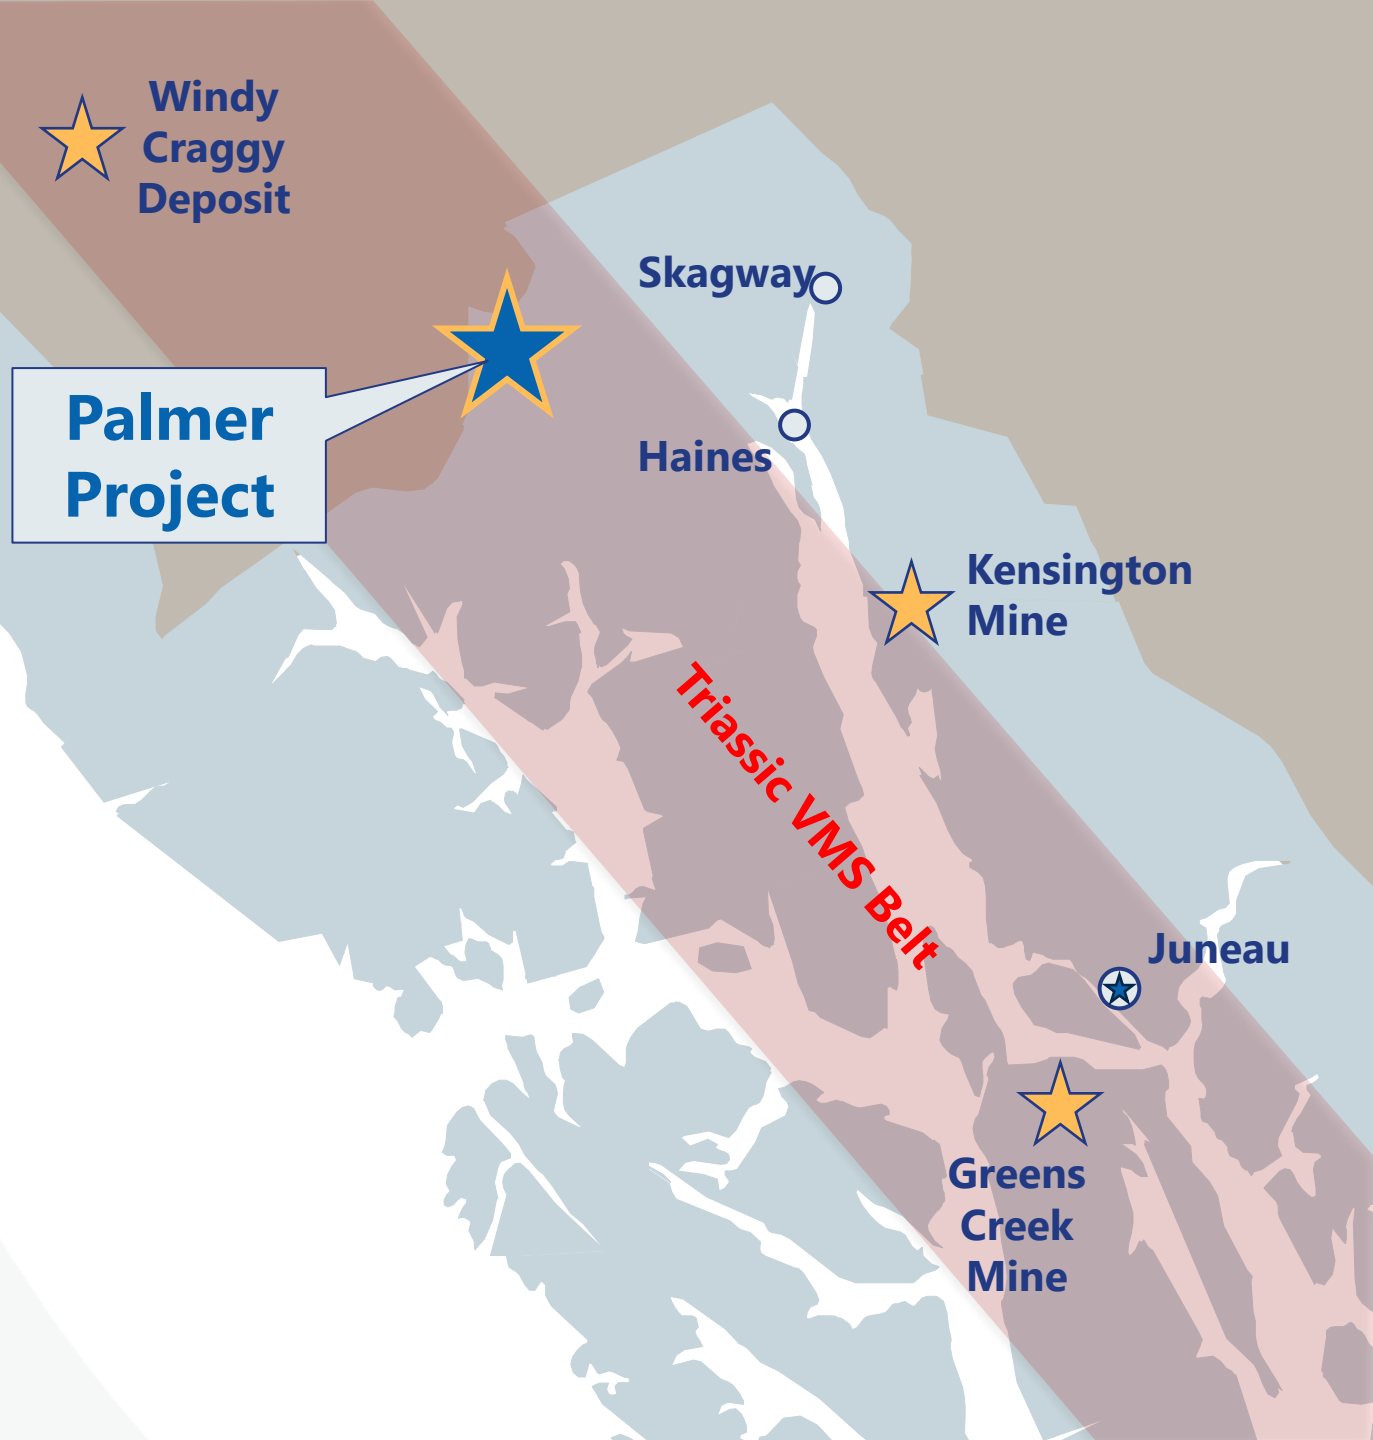 Windy
Craggy
Deposit
Skagway
Palmer
Project
Haines
Kensington
Mine
Triassic VMS Belt
Juneau
Greens
Creek
Mine